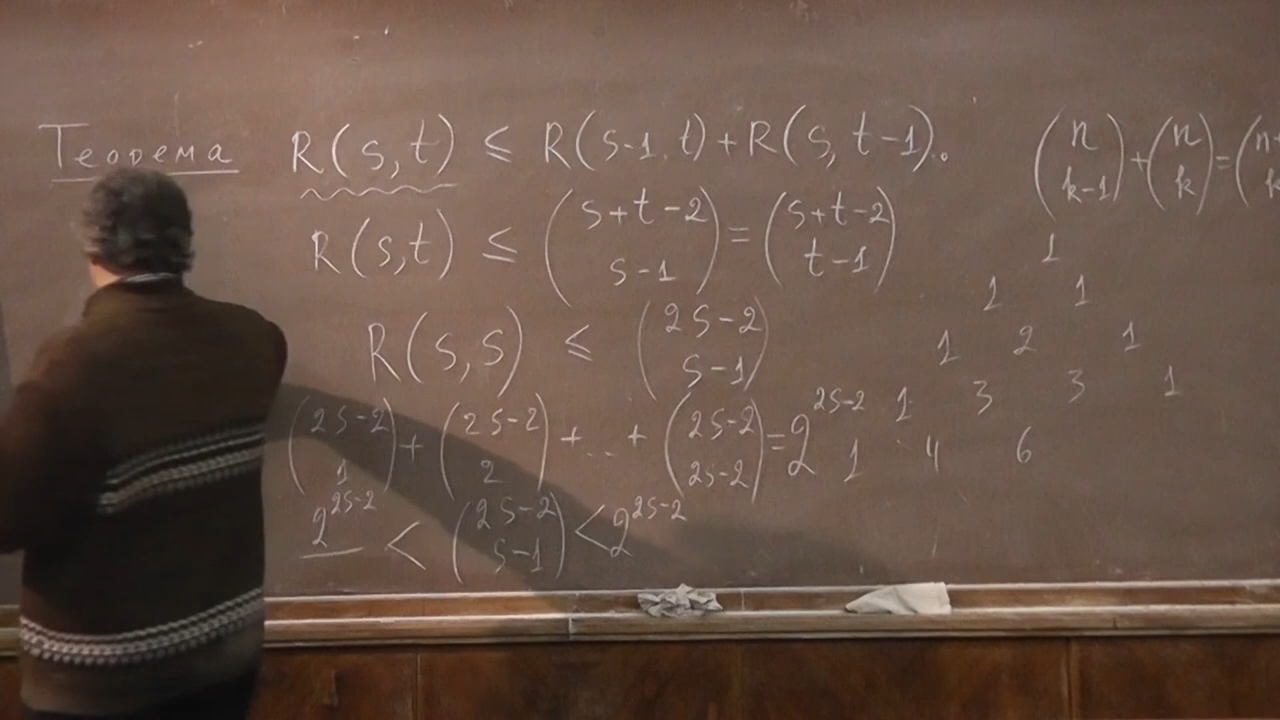 Теорема R(s,t) ≤ R(s-1,t)+R(s,t-1).
R(s,t) ≤ (s+t-2 s-1) = (s+t-2 t-1)
R(s,s) ≤ (2s-2 s-1)
(2s-2 1) + (2s-2 2) + ... + (2s-2 2s-2) = 2^{2s-2}
2^{2s-2} < (2s-2 s-1) < 2^{2s-2}
(n k-1) + (n k) = (n
1
1 1
1 2 1
1 3 3 1
1 4 6